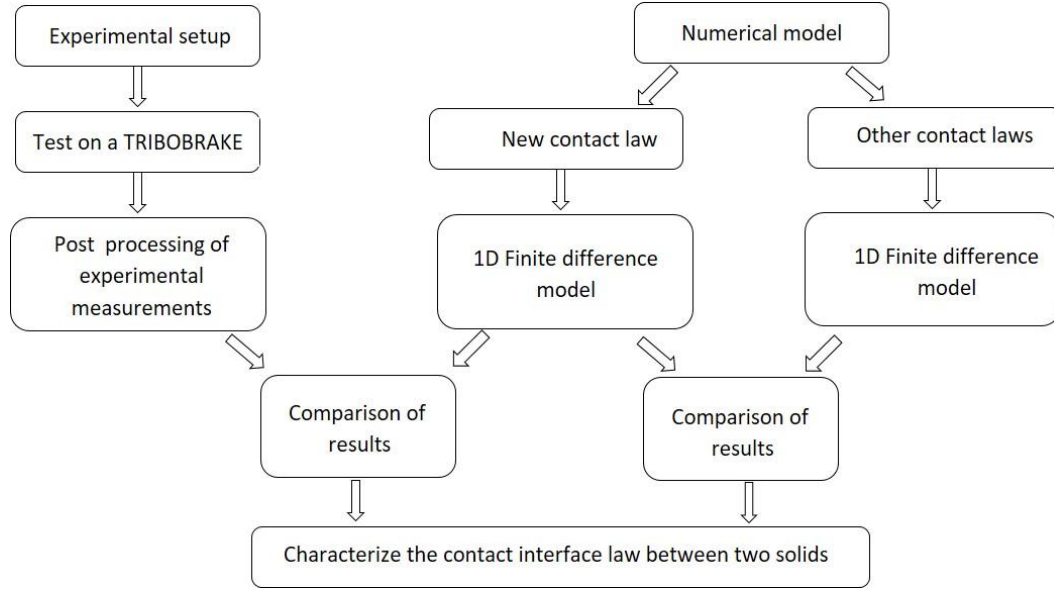 Experimental setup
Numerical model
Test on a TRIBOBRAKE
New contact law
Other contact laws
Post processing of
experimental
measurements
1D Finite difference
model
1D Finite difference
model
Comparison of
results
Comparison of
results
Characterize the contact interface law between two solids